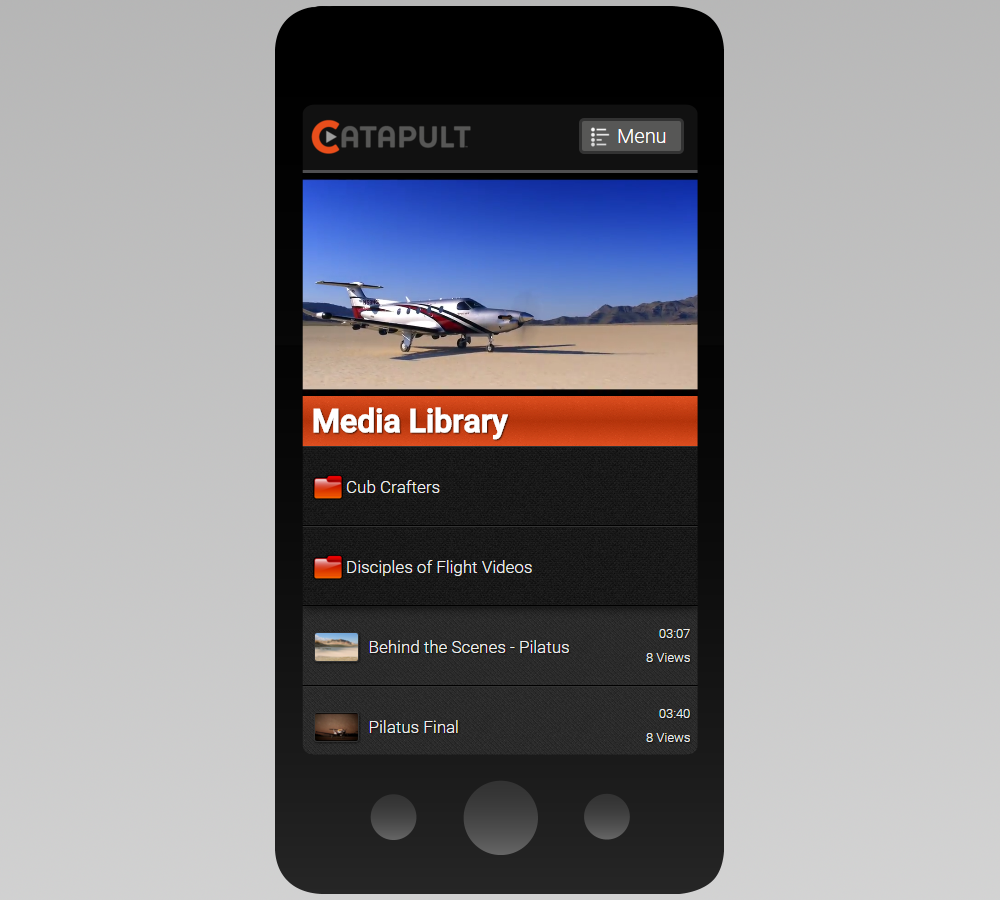 CATAPULT
Menu
Media Library
Cub Crafters
Disciples of Flight Videos
Behind the Scenes - Pilatus
03:07
8 Views
Pilatus Final
03:40
8 Views